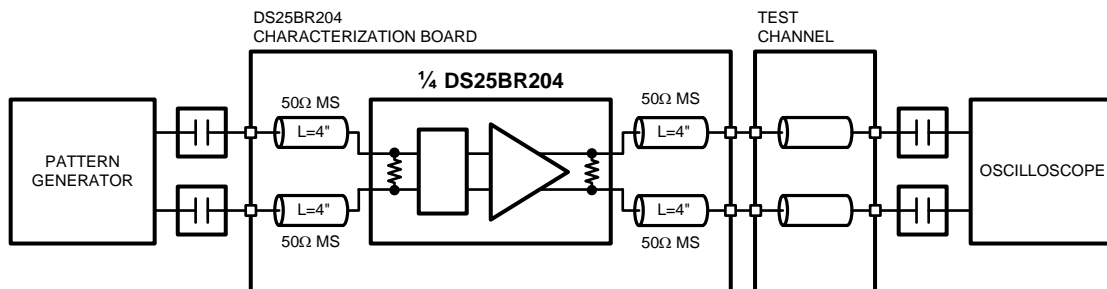 DS25BR204
CHARACTERIZATION BOARD
TEST
CHANNEL
¼ DS25BR204
50Ω MS
50Ω MS
L=4"
L=4"
PATTERN
GENERATOR
OSCILLOSCOPE
L=4"
L=4"
50Ω MS
50Ω MS